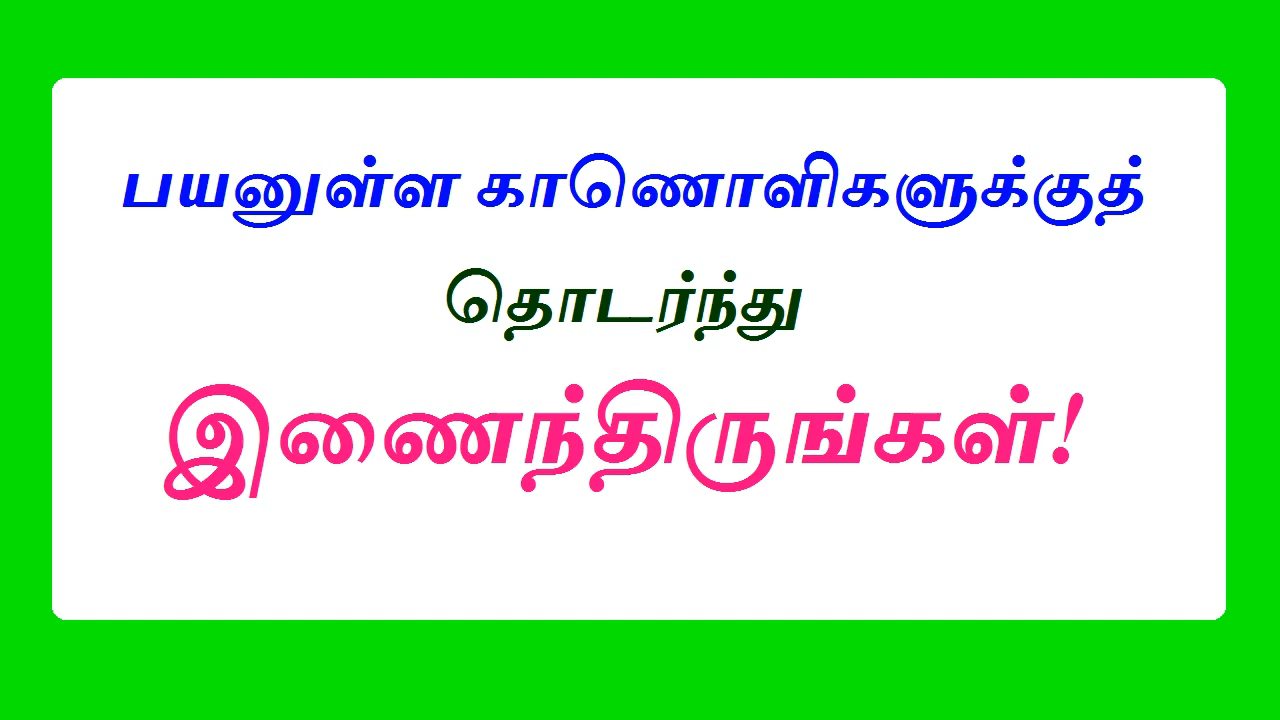 பயனுள்ள காணொளிகளுக்குத்
தொடர்ந்து
இணைந்திருங்கள்!